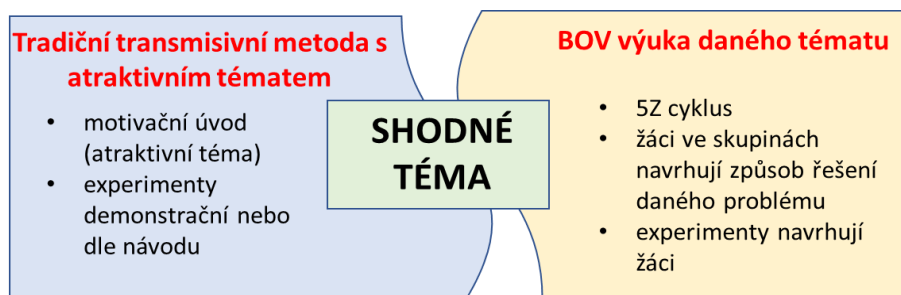 Tradiční transmisivní metoda s
atraktivním tématem
• motivační úvod
(atraktivní téma)
• experimenty
demonstrační nebo
dle návodu
SHODNÉ
TÉMA
BOV výuka daného tématu
• 5Z cyklus
• žáci ve skupinách
navrhují způsob řešení
daného problému
• experimenty navrhují
žáci